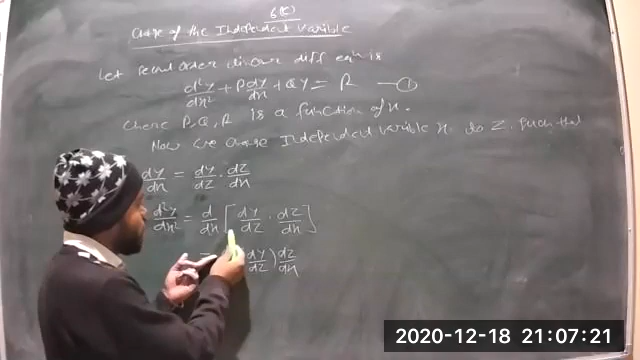 6(c)
Change of the Independent Variable
Let second order linear diff eqn is
d²y/dx² + P dy/dx + Qy = R — ①
where P, Q, R is a function of x.
Now we change Independent variable x to Z. such that
dy/dx = dy/dz · dz/dx
d²y/dx² = d/dx [ dy/dz · dz/dx ]
= dy/dz ) dz/dx
2020-12-18 21:07:21